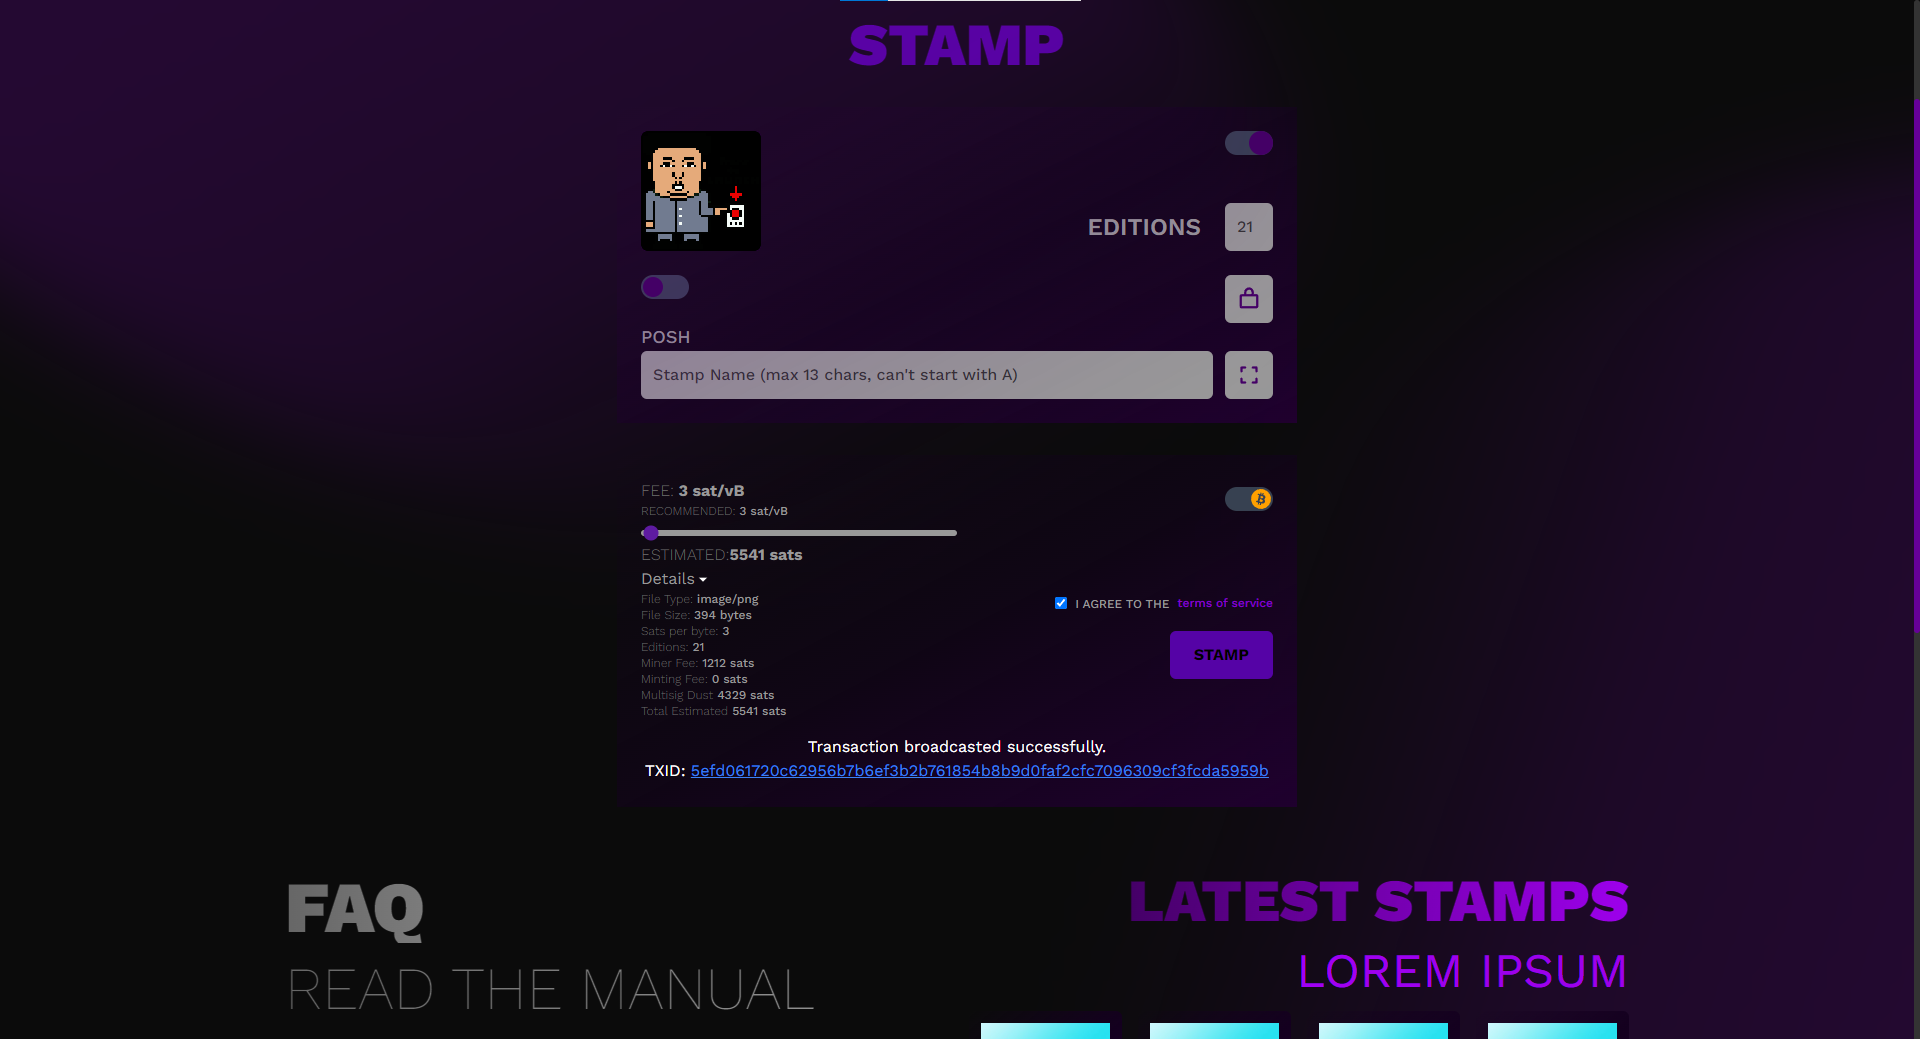 STAMP
EDITIONS
21
POSH
Stamp Name (max 13 chars, can't start with A)
FEE: 3 sat/vB
RECOMMENDED: 3 sat/vB
ESTIMATED:5541 sats
Details
File Type: image/png
File Size: 394 bytes
Sats per byte: 3
Editions: 21
Miner Fee: 1212 sats
Minting Fee: 0 sats
Multisig Dust 4329 sats
Total Estimated 5541 sats
I AGREE TO THE terms of service
STAMP
Transaction broadcasted successfully.
TXID: 5efd061720c62956b7b6ef3b2b761854b8b9d0faf2cfc7096309cf3fcda5959b
FAQ
READ THE MANUAL
LATEST STAMPS
LOREM IPSUM